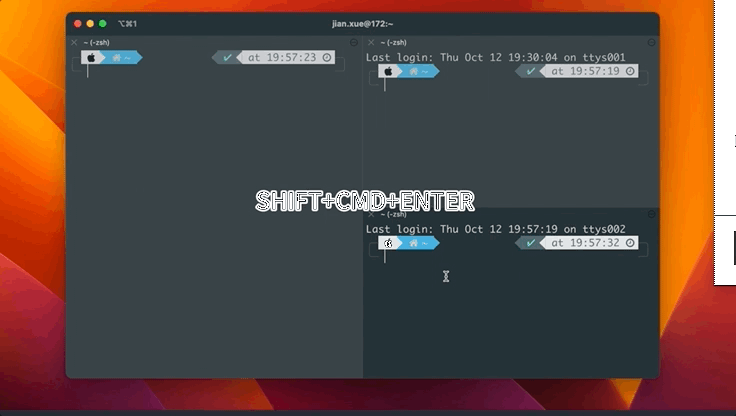 ⌥⌘1
jian.xue@172:~
~ (-zsh)
~
✓ at 19:57:23
~ (-zsh)
Last login: Thu Oct 12 19:30:04 on ttys001
~
✓ at 19:57:19
SHIFT+CMD+ENTER
~ (-zsh)
Last login: Thu Oct 12 19:57:19 on ttys002
~
✓ at 19:57:32